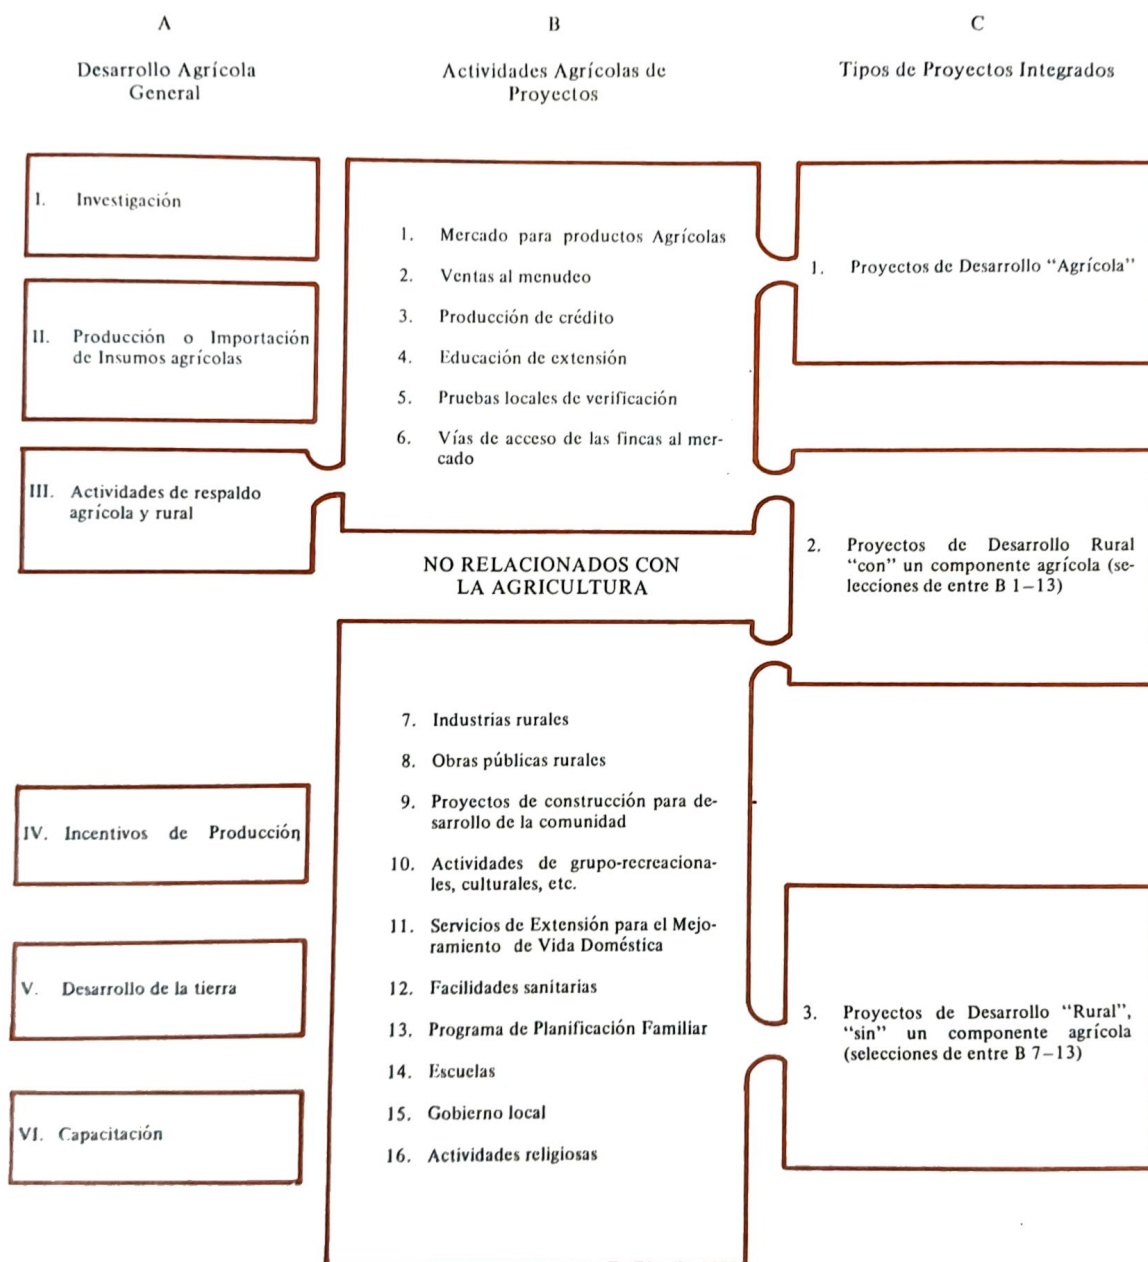 A
Desarrollo Agrícola
General
I. Investigación
II. Producción o Importación
de Insumos agrícolas
III. Actividades de respaldo
agrícola y rural
IV. Incentivos de Producción
V. Desarrollo de la tierra
VI. Capacitación
B
Actividades Agrícolas de
Proyectos
1. Mercado para productos Agrícolas
2. Ventas al menudeo
3. Producción de crédito
4. Educación de extensión
5. Pruebas locales de verificación
6. Vías de acceso de las fincas al mer-
cado
NO RELACIONADOS CON
LA AGRICULTURA
7. Industrias rurales
8. Obras públicas rurales
9. Proyectos de construcción para de-
sarrollo de la comunidad
10. Actividades de grupo-recreaciona-
les, culturales, etc.
11. Servicios de Extensión para el Mejo-
ramiento de Vida Doméstica
12. Facilidades sanitarias
13. Programa de Planificación Familiar
14. Escuelas
15. Gobierno local
16. Actividades religiosas
C
Tipos de Proyectos Integrados
1. Proyectos de Desarrollo “Agrícola”
2. Proyectos de Desarrollo Rural
“con” un componente agrícola (se-
lecciones de entre B 1–13)
3. Proyectos de Desarrollo “Rural”,
“sin” un componente agrícola
(selecciones de entre B 7–13)